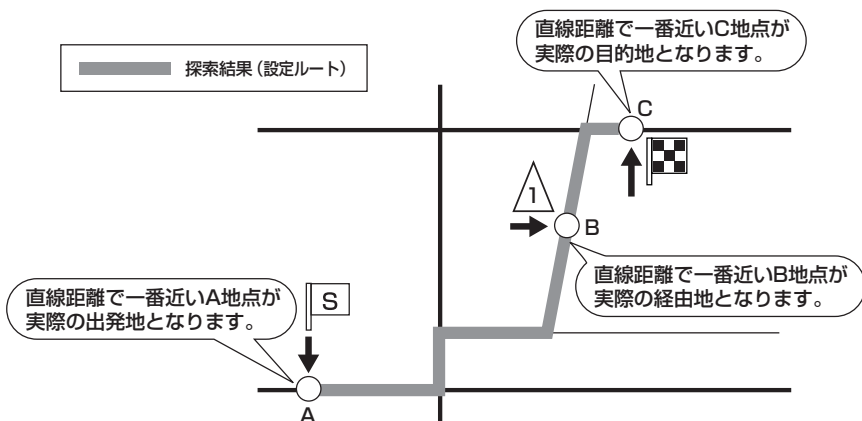 直線距離で一番近いC地点が
実際の目的地となります。
探索結果（設定ルート）
C
1
B
直線距離で一番近いB地点が
実際の経由地となります。
直線距離で一番近いA地点が
実際の出発地となります。
S
A